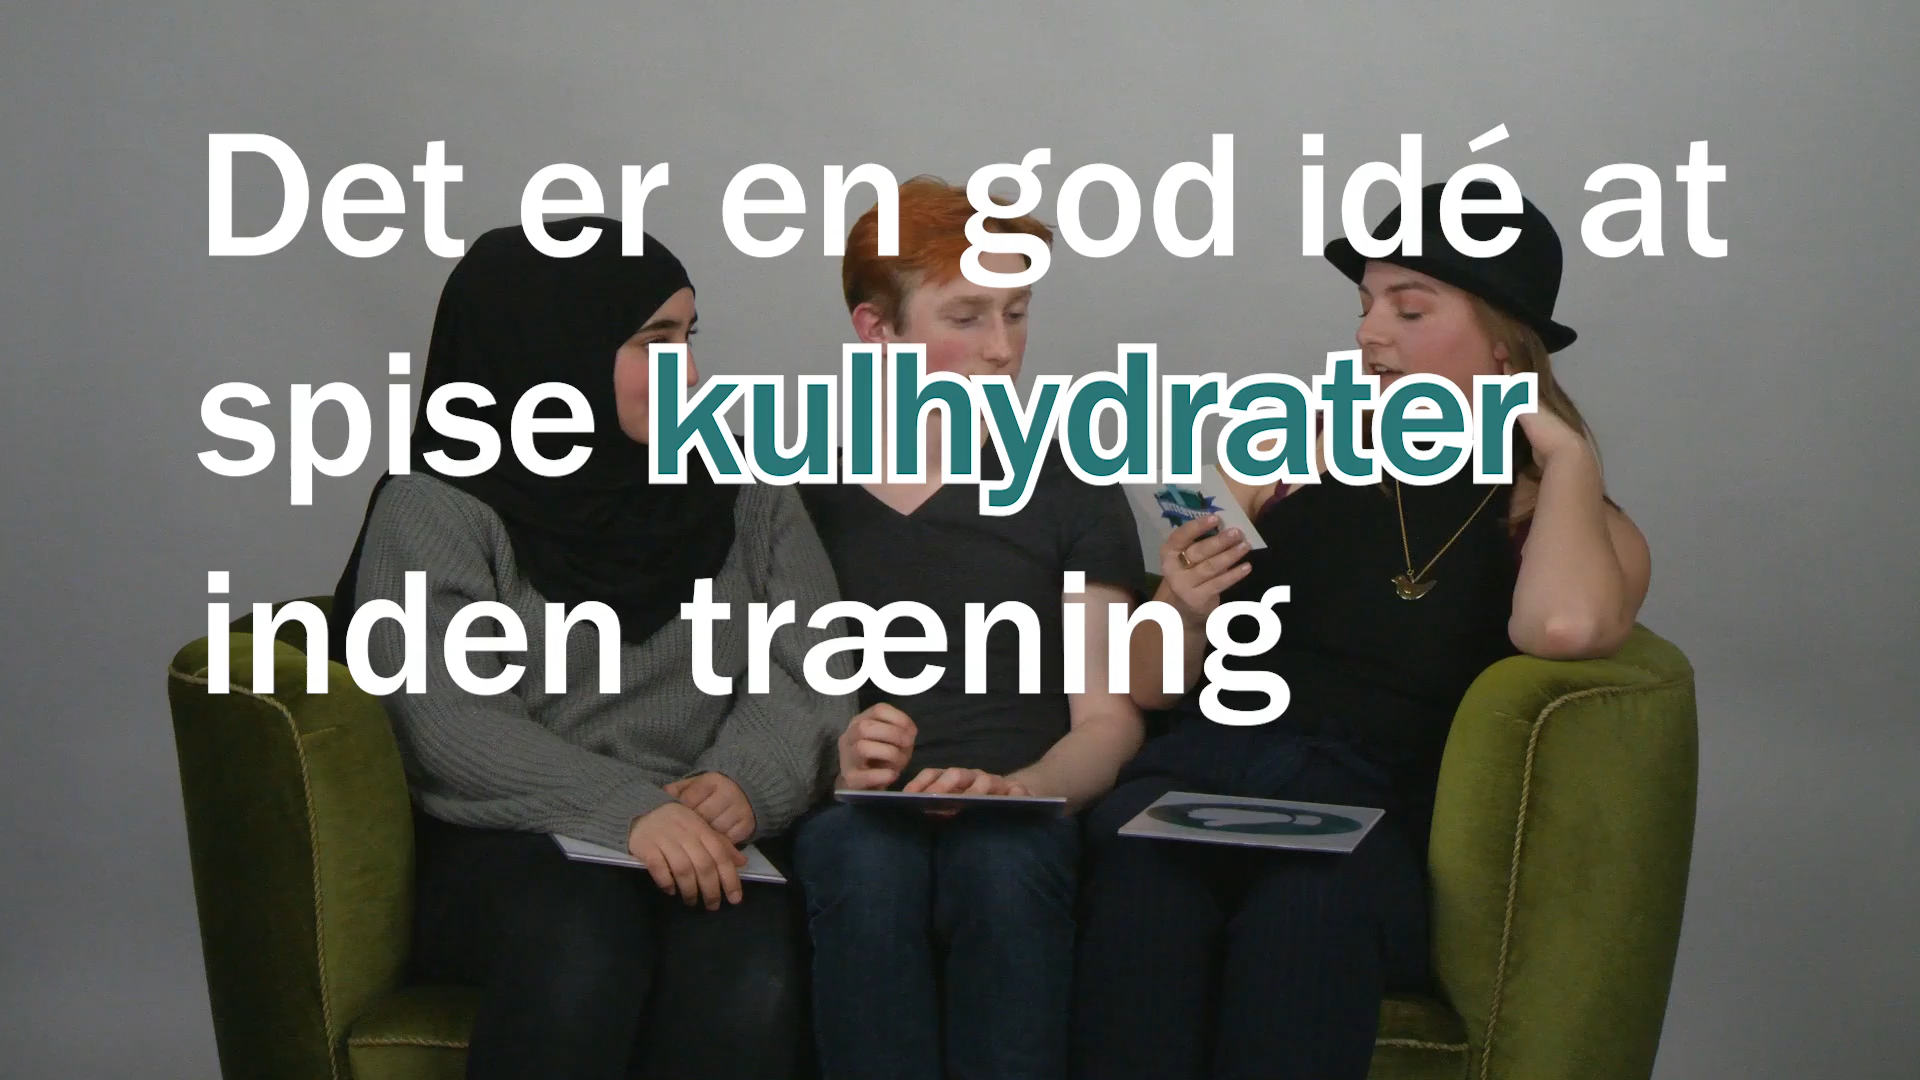 Det er en god idé at
spise kulhydrater
inden træning